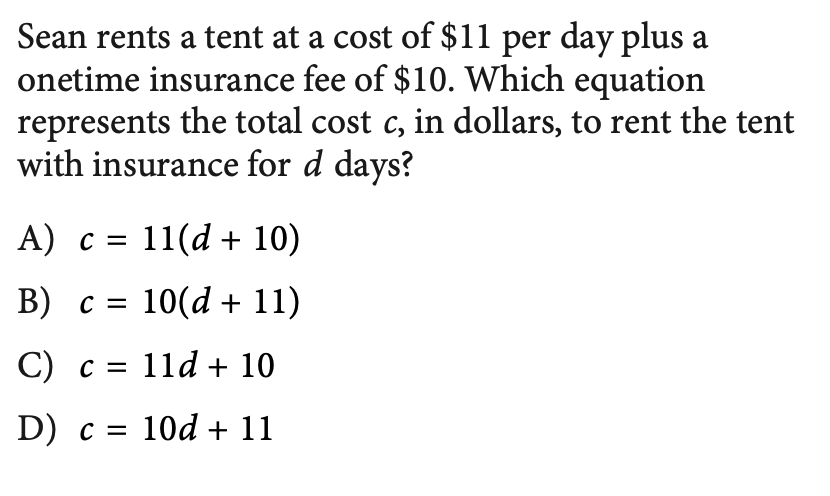 Sean rents a tent at a cost of $11 per day plus a
onetime insurance fee of $10. Which equation
represents the total cost c, in dollars, to rent the tent
with insurance for d days?
A) c = 11(d + 10)
B) c = 10(d + 11)
C) c = 11d + 10
D) c = 10d + 11